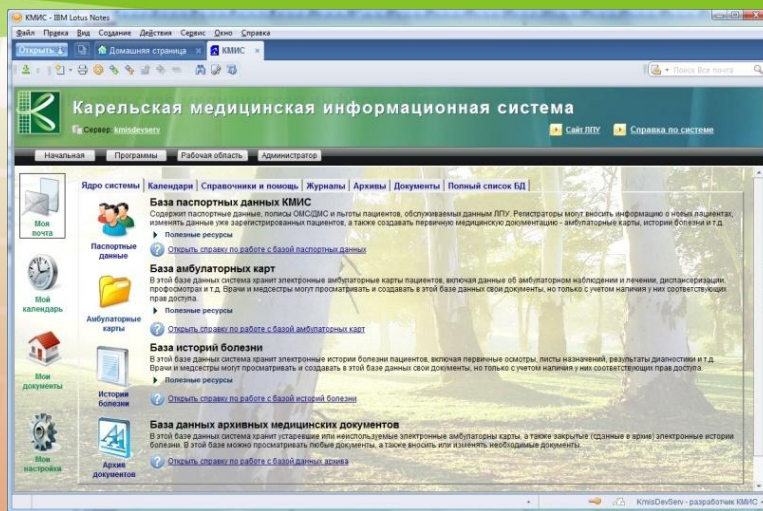 КМИС - IBM Lotus Notes
Файл Правка Вид Создание Действия Сервис Окно Справка
Открыть Домашняя страница КМИС
Поиск Все почта
Карельская медицинская информационная система
Сервер: kmisdevserv Сайт ЛПУ Справка по системе
Начальная Программы Рабочая область Администратор
Ядро системы Календари Справочники и помощь Журналы Архивы Документы Полный список БД
Моя почта
Мой календарь
Мои документы
Мои настройки
Паспортные данные
База паспортных данных КМИС
Содержит паспортные данные, полисы ОМС/ДМС и льготы пациентов, обслуживаемых данным ЛПУ. Регистраторы могут вносить информацию о новых пациентах,
изменять данные уже зарегистрированных пациентов, а также создавать первичную медицинскую документацию - амбулаторные карты, истории болезни и т.д.
Полезные ресурсы
Открыть справку по работе с базой паспортных данных
Амбулаторные карты
База амбулаторных карт
В этой базе данных система хранит электронные амбулаторные карты пациентов, включая данные об амбулаторном наблюдении и лечении, диспансеризации,
профосмотрах и т.д. Врачи и медсестры могут просматривать и создавать в этой базе данных свои документы, но только с учетом наличия у них соответствующих
прав доступа.
Полезные ресурсы
Открыть справку по работе с базой амбулаторных карт
Истории болезни
База историй болезни
В этой базе данных система хранит электронные истории болезни пациентов, включая первичные осмотры, листы назначений, результаты диагностики и т.д.
Врачи и медсестры могут просматривать и создавать в этой базе данных свои документы, но только с учетом наличия у них соответствующих прав доступа.
Полезные ресурсы
Открыть справку по работе с базой историй болезни
Архив документов
База данных архивных медицинских документов
В этой базе данных система хранит устаревшие или неиспользуемые электронные амбулаторны карты, а также закрытые (сданные в архив) электронные истории
болезни. В этой базе можно просматривать любые документы, а также вносить или изменять необходимые документы.
Открыть справку по работе с базой данных архива
KmisDevServ - разработчик КМИС